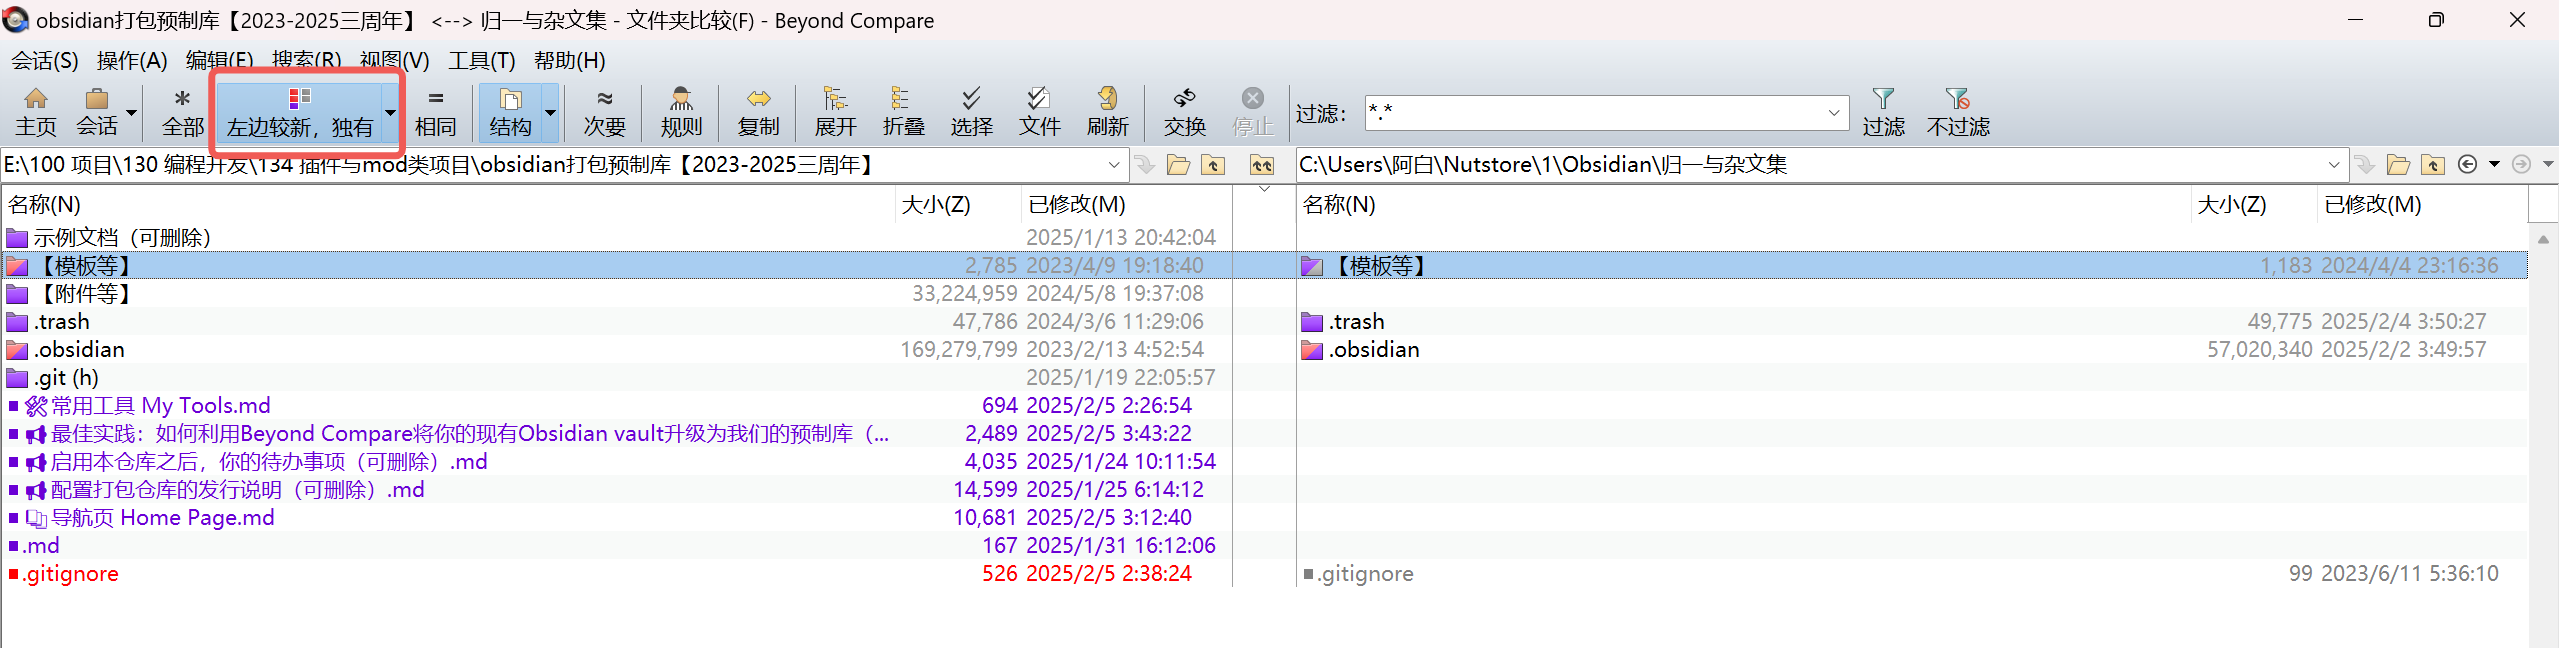 obsidian打包预制库【2023-2025三周年】 <--> 归一与杂文集 - 文件夹比较(F) - Beyond Compare
会话(S) 操作(A) 编辑(E) 搜索(R) 视图(V) 工具(T) 帮助(H)
主页 会话 全部 左边较新，独有 相同 结构 次要 规则 复制 展开 折叠 选择 文件 刷新 交换 停止 过滤： *.* 过滤 不过滤
E:\100 项目\130 编程开发\134 插件与mod类项目\obsidian打包预制库【2023-2025三周年】 C:\Users\阿白\Nutstore\1\Obsidian\归一与杂文集
名称(N) 大小(Z) 已修改(M) 名称(N) 大小(Z) 已修改(M)
示例文档（可删除） 2025/1/13 20:42:04
【模板等】 2,785 2023/4/9 19:18:40 【模板等】 1,183 2024/4/4 23:16:36
【附件等】 33,224,959 2024/5/8 19:37:08
.trash 47,786 2024/3/6 11:29:06 .trash 49,775 2025/2/4 3:50:27
.obsidian 169,279,799 2023/2/13 4:52:54 .obsidian 57,020,340 2025/2/2 3:49:57
.git (h) 2025/1/19 22:05:57
🛠常用工具 My Tools.md 694 2025/2/5 2:26:54
📢最佳实践：如何利用Beyond Compare将你的现有Obsidian vault升级为我们的预制库（... 2,489 2025/2/5 3:43:22
📢启用本仓库之后，你的待办事项（可删除）.md 4,035 2025/1/24 10:11:54
📢配置打包仓库的发行说明（可删除）.md 14,599 2025/1/25 6:14:12
导航页 Home Page.md 10,681 2025/2/5 3:12:40
.md 167 2025/1/31 16:12:06
.gitignore 526 2025/2/5 2:38:24 .gitignore 99 2023/6/11 5:36:10